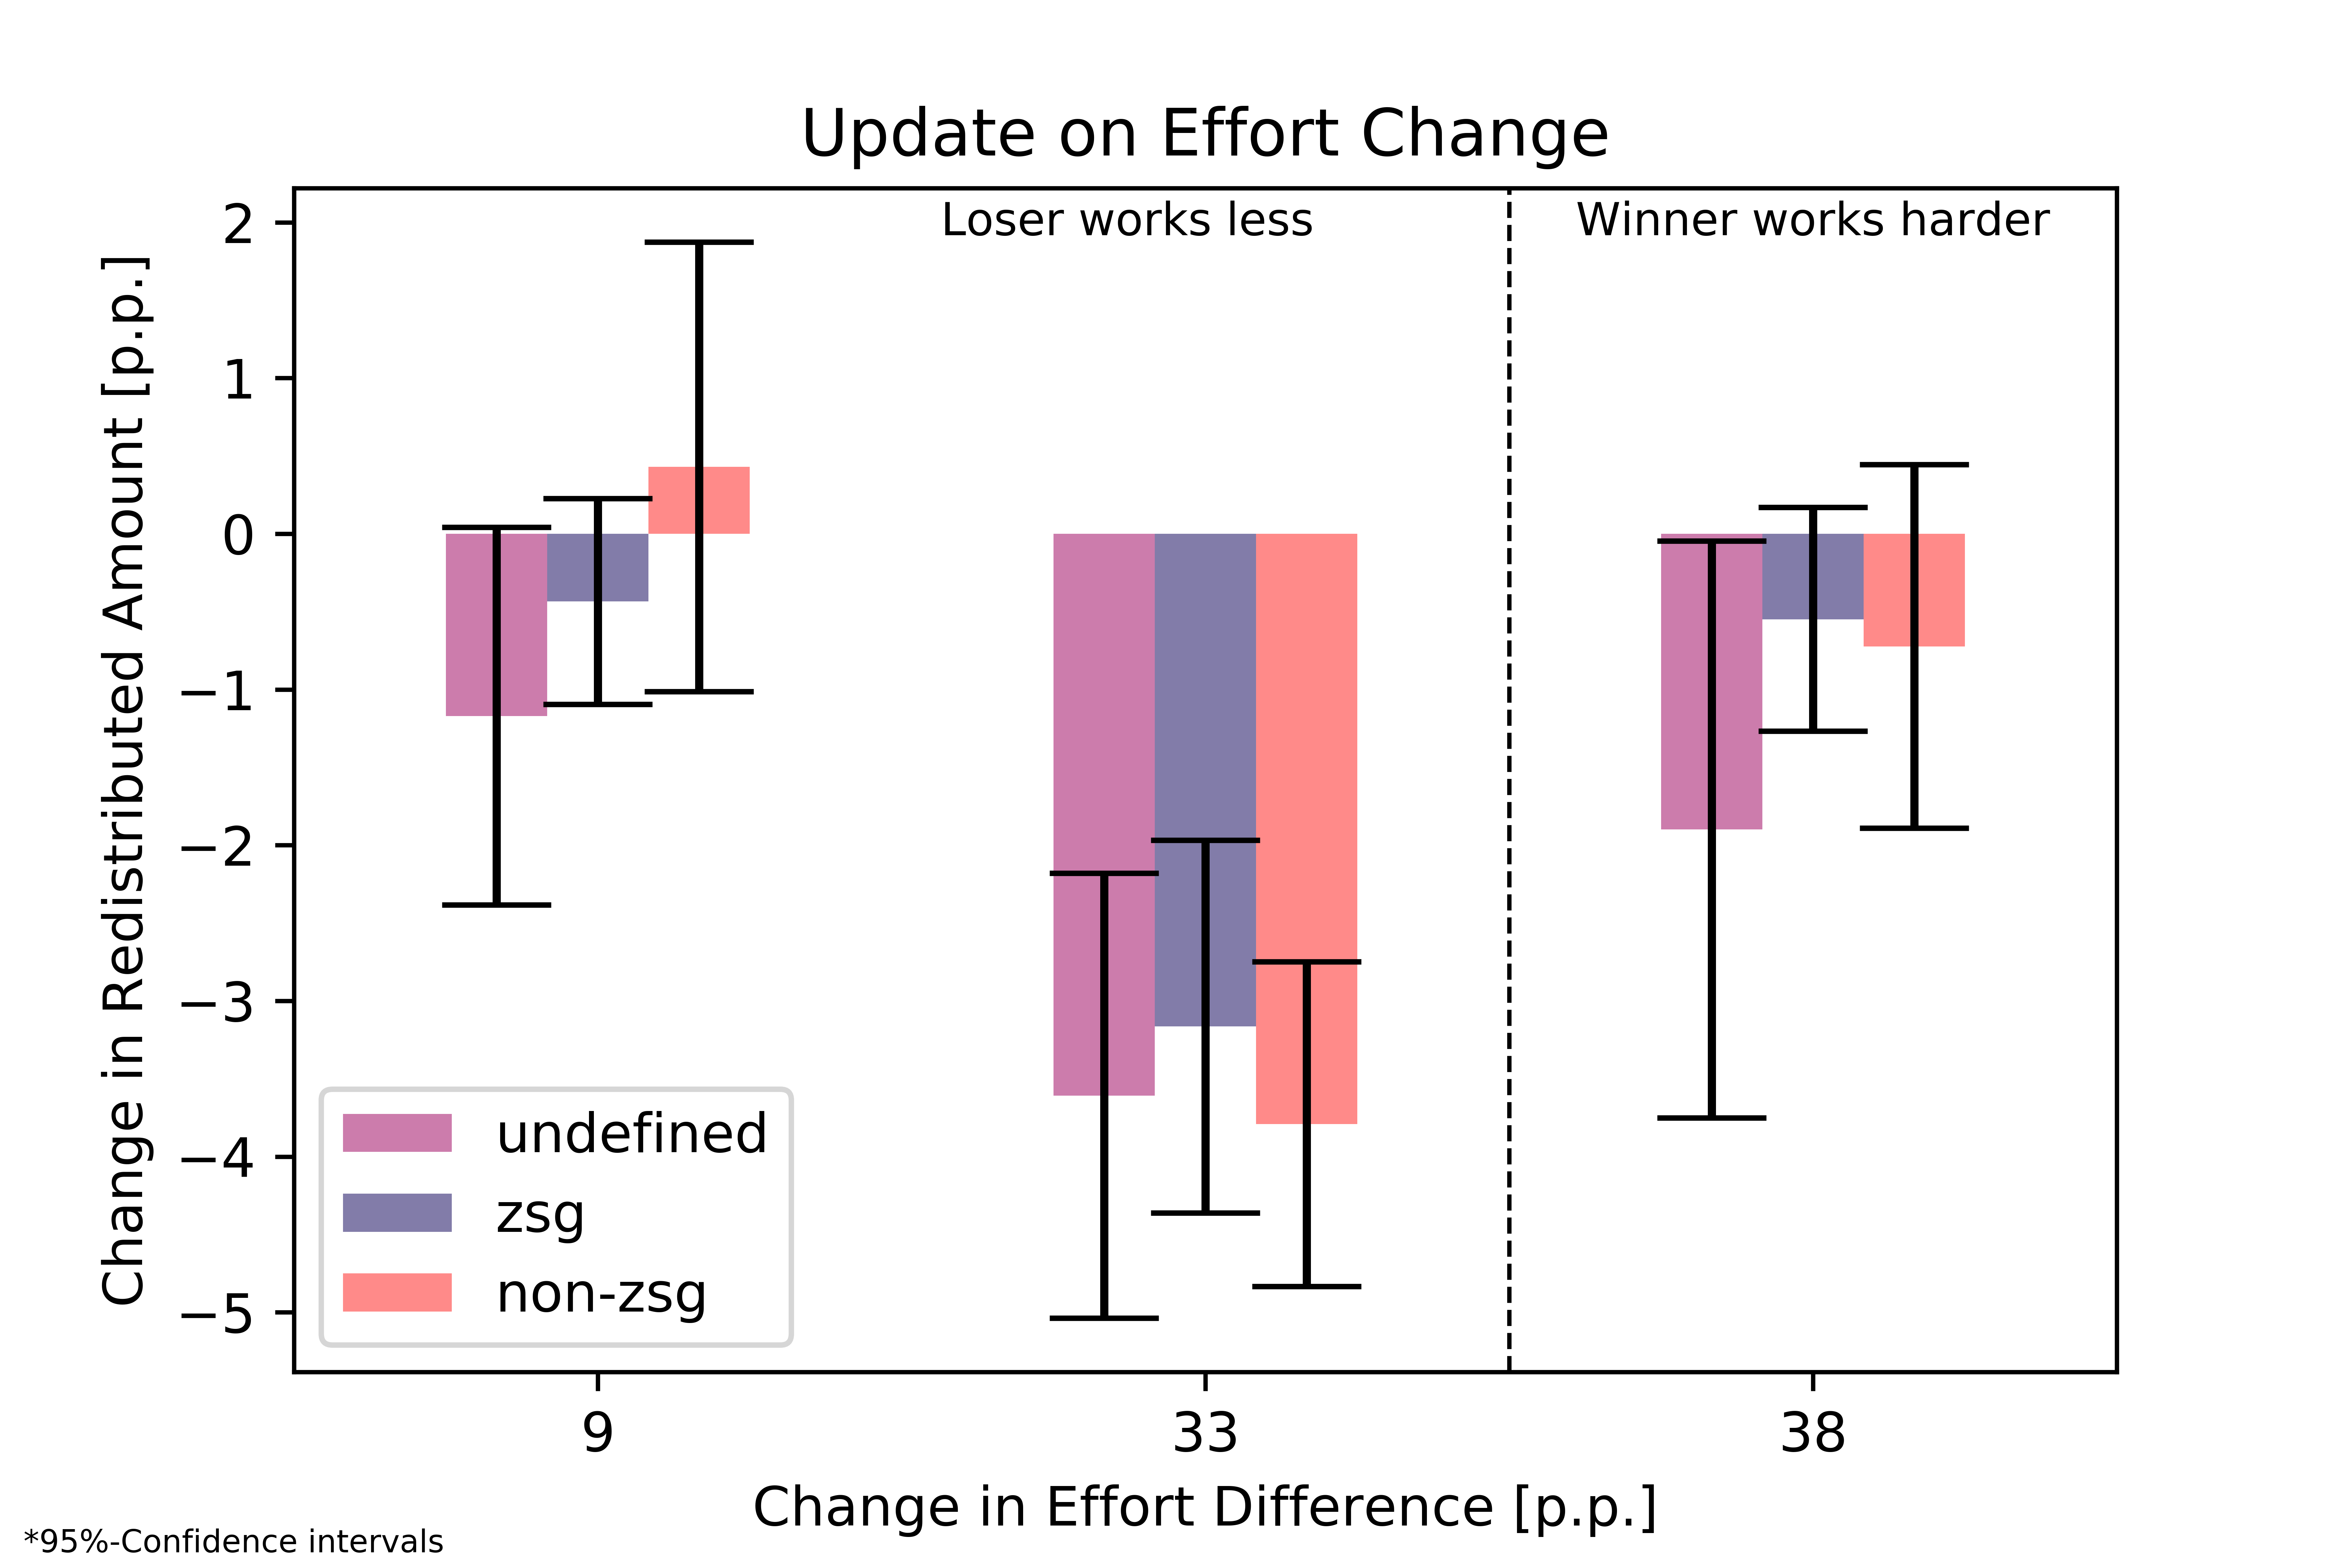 Update on Effort Change
Loser works less
Winner works harder
Change in Redistributed Amount [p.p.]
2
1
0
−1
−2
−3
−4
−5
undefined
zsg
non-zsg
9
33
38
Change in Effort Difference [p.p.]
*95%-Confidence intervals